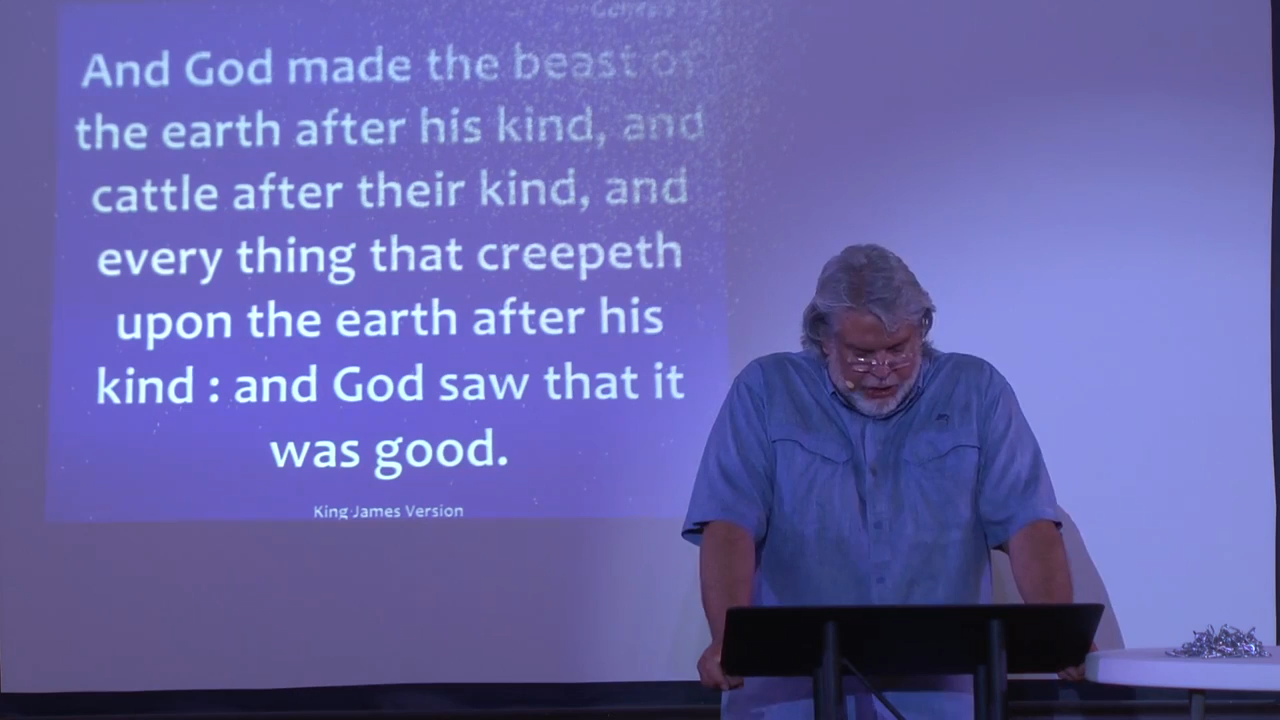 And God made the beast of
the earth after his kind, and
cattle after their kind, and
every thing that creepeth
upon the earth after his
kind : and God saw that it
was good.
King James Version